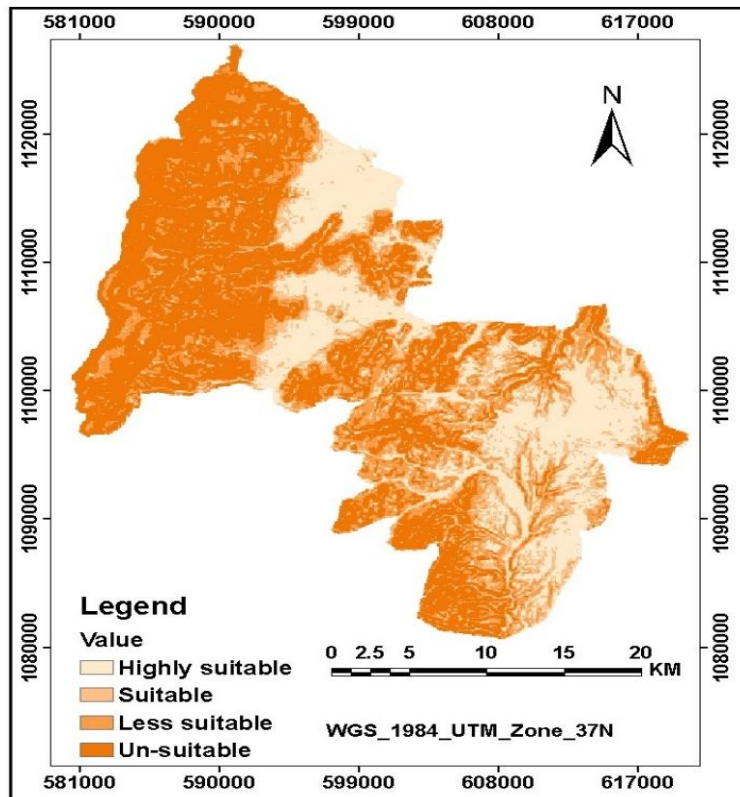 581000 590000 599000 608000 617000
N
1120000 1120000
1110000 1110000
1100000 1100000
1090000 1090000
1080000 1080000
Legend
Value
Highly suitable
Suitable
Less suitable
Un-suitable
0 2.5 5 10 15 20
KM
WGS_1984_UTM_Zone_37N
581000 590000 599000 608000 617000